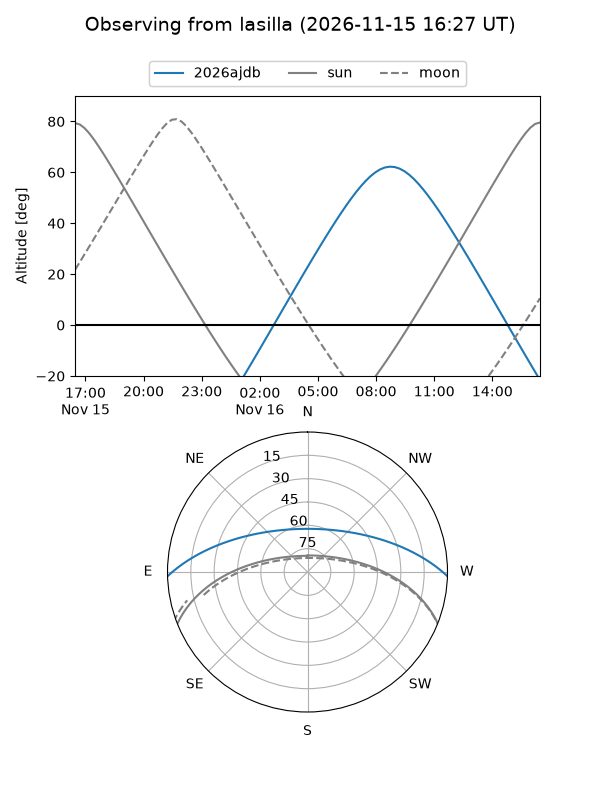 Observing from lasilla (2026-11-15 16:27 UT)
2026ajdb sun moon
Altitude [deg]
80
60
40
20
0
−20
17:00 20:00 23:00 02:00 05:00 08:00 11:00 14:00
Nov 15 Nov 16
N
NE NW
15
30
45
60
75
E W
SE SW
S